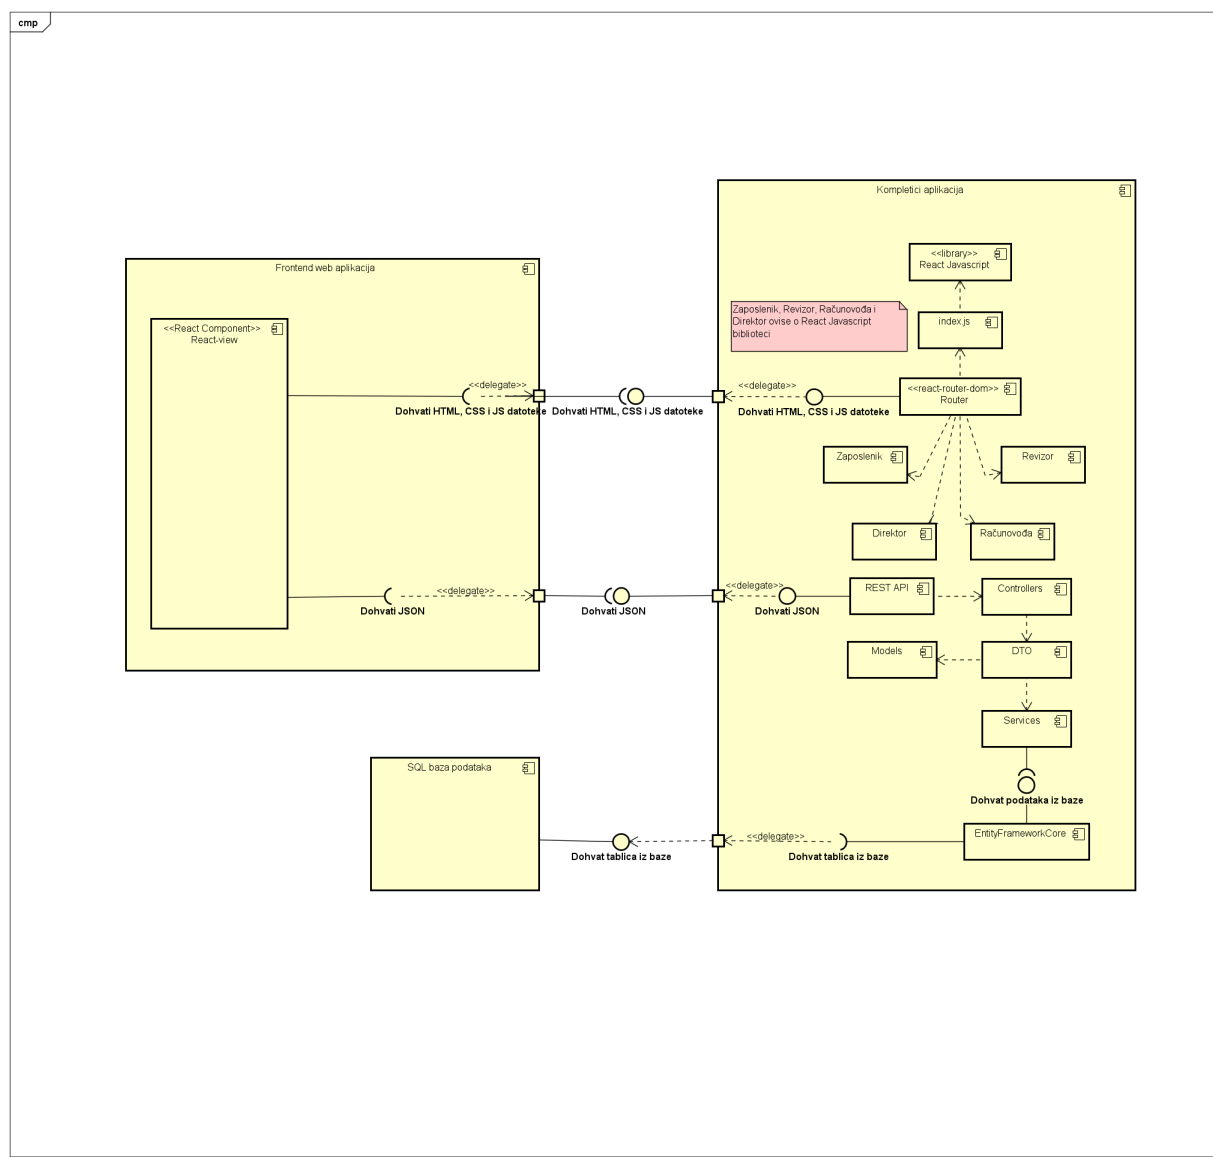 cmp
Kompletici aplikacija
<<library>>
React Javascript
Frontend web aplikacija
Zaposlenik, Revizor, Računovođa i
Direktor ovise o React Javascript
biblioteci
index.js
<<React Component>>
React-view
<<react-router-dom>>
Router
<<delegate>>
<<delegate>>
Dohvati HTML, CSS i JS datoteke
Dohvati HTML, CSS i JS datoteke
Dohvati HTML, CSS i JS datoteke
Zaposlenik
Revizor
Direktor
Računovođa
<<delegate>>
<<delegate>>
REST API
Controllers
Dohvati JSON
Dohvati JSON
Dohvati JSON
Models
DTO
Services
SQL baza podataka
Dohvat podataka iz baze
<<delegate>>
EntityFrameworkCore
Dohvat tablica iz baze
Dohvat tablica iz baze